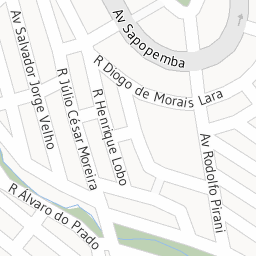 Av Sapopemba
R Diogo de Morais Lara
Av Salvador Jorge Velho
R Júlio César Moreira
R Henrique Lobo
Av Rodolfo Pirani
R Álvaro do Prado